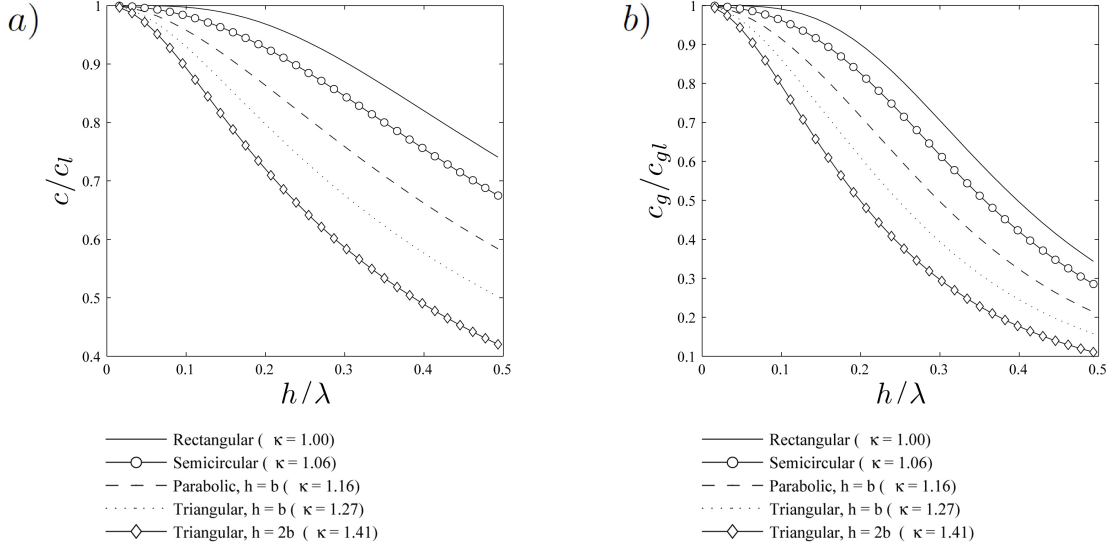 a)
1
0.9
0.8
0.7
0.6
0.5
0.4
c/c_l
0 0.1 0.2 0.3 0.4 0.5
h/λ
Rectangular ( κ = 1.00)
Semicircular ( κ = 1.06)
Parabolic, h = b ( κ = 1.16)
Triangular, h = b ( κ = 1.27)
Triangular, h = 2b ( κ = 1.41)
b)
1
0.9
0.8
0.7
0.6
0.5
0.4
0.3
0.2
0.1
c_g/c_{gl}
0 0.1 0.2 0.3 0.4 0.5
h/λ
Rectangular ( κ = 1.00)
Semicircular ( κ = 1.06)
Parabolic, h = b ( κ = 1.16)
Triangular, h = b ( κ = 1.27)
Triangular, h = 2b ( κ = 1.41)